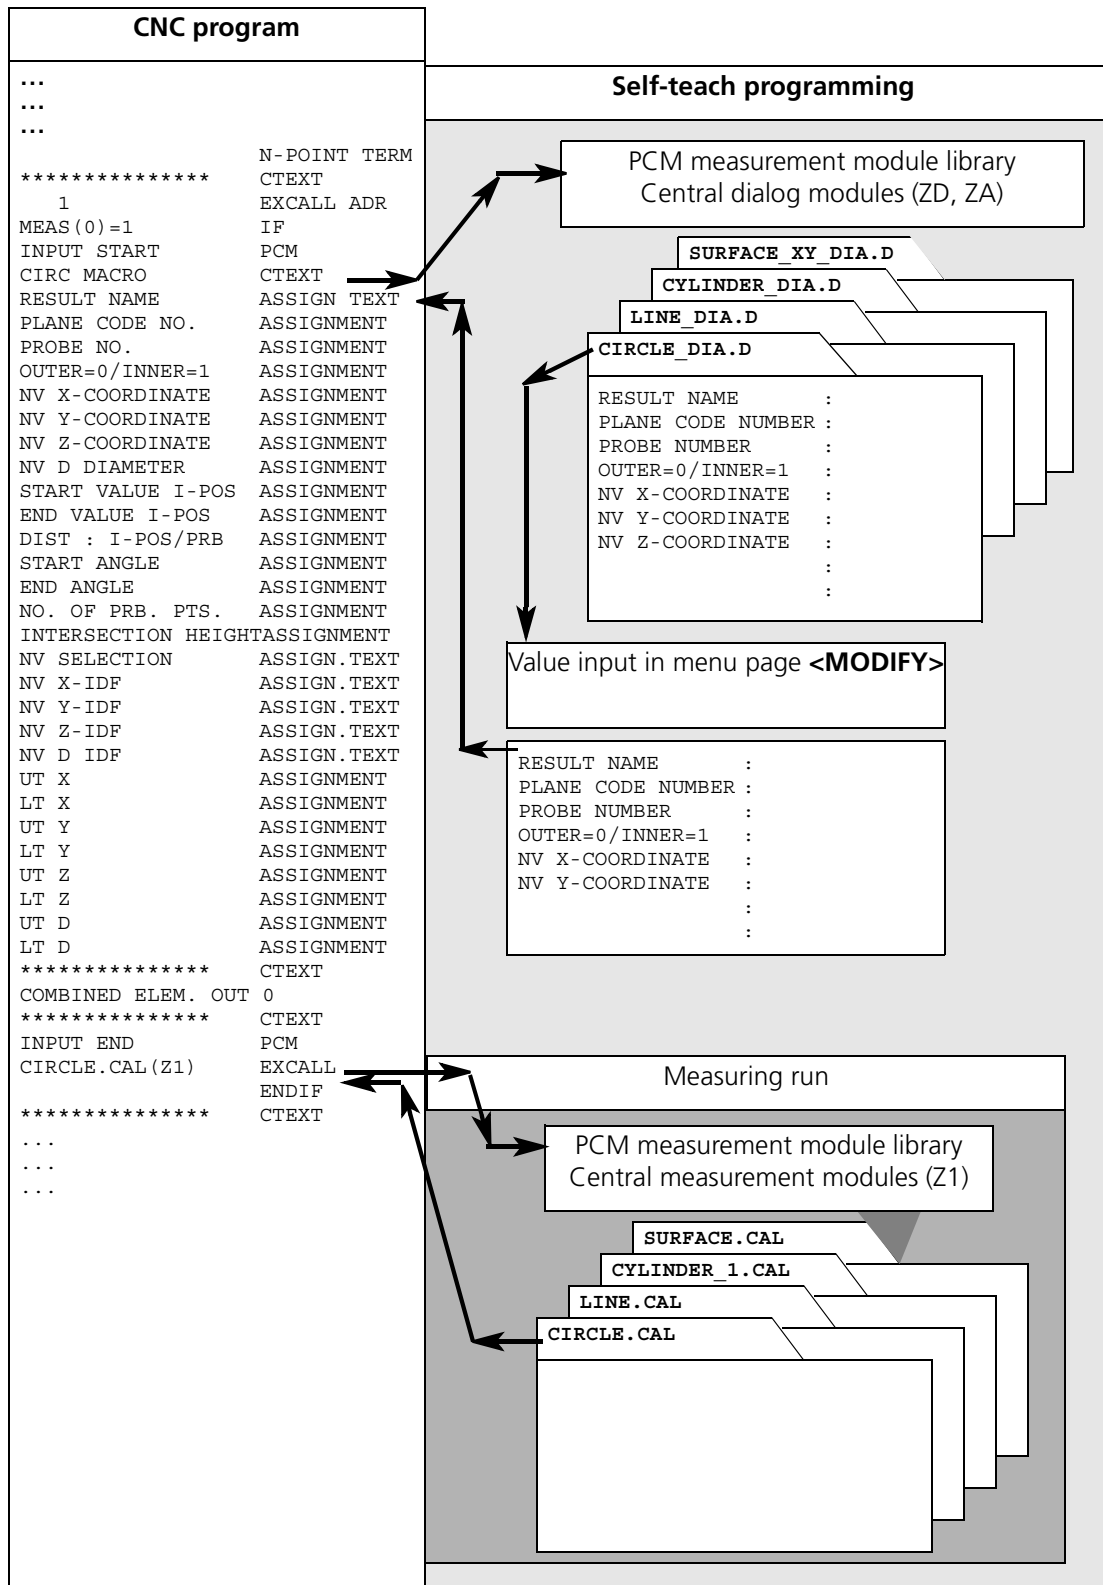 CNC program
...
...
...
N-POINT TERM
*************** CTEXT
1 EXCALL ADR
MEAS(0)=1 IF
INPUT START PCM
CIRC MACRO CTEXT
RESULT NAME ASSIGN TEXT
PLANE CODE NO. ASSIGNMENT
PROBE NO. ASSIGNMENT
OUTER=0/INNER=1 ASSIGNMENT
NV X-COORDINATE ASSIGNMENT
NV Y-COORDINATE ASSIGNMENT
NV Z-COORDINATE ASSIGNMENT
NV D DIAMETER ASSIGNMENT
START VALUE I-POS ASSIGNMENT
END VALUE I-POS ASSIGNMENT
DIST : I-POS/PRB ASSIGNMENT
START ANGLE ASSIGNMENT
END ANGLE ASSIGNMENT
NO. OF PRB. PTS. ASSIGNMENT
INTERSECTION HEIGHTASSIGNMENT
NV SELECTION ASSIGN.TEXT
NV X-IDF ASSIGN.TEXT
NV Y-IDF ASSIGN.TEXT
NV Z-IDF ASSIGN.TEXT
NV D IDF ASSIGN.TEXT
UT X ASSIGNMENT
LT X ASSIGNMENT
UT Y ASSIGNMENT
LT Y ASSIGNMENT
UT Z ASSIGNMENT
LT Z ASSIGNMENT
UT D ASSIGNMENT
LT D ASSIGNMENT
*************** CTEXT
COMBINED ELEM. OUT 0
*************** CTEXT
INPUT END PCM
CIRCLE.CAL(Z1) EXCALL
ENDIF
*************** CTEXT
...
...
...
Self-teach programming
PCM measurement module library
Central dialog modules (ZD, ZA)
SURFACE_XY_DIA.D
CYLINDER_DIA.D
LINE_DIA.D
CIRCLE_DIA.D
RESULT NAME :
PLANE CODE NUMBER :
PROBE NUMBER :
OUTER=0/INNER=1 :
NV X-COORDINATE :
NV Y-COORDINATE :
NV Z-COORDINATE :
:
:
Value input in menu page <MODIFY>
RESULT NAME :
PLANE CODE NUMBER :
PROBE NUMBER :
OUTER=0/INNER=1 :
NV X-COORDINATE :
NV Y-COORDINATE :
:
:
Measuring run
PCM measurement module library
Central measurement modules (Z1)
SURFACE.CAL
CYLINDER_1.CAL
LINE.CAL
CIRCLE.CAL